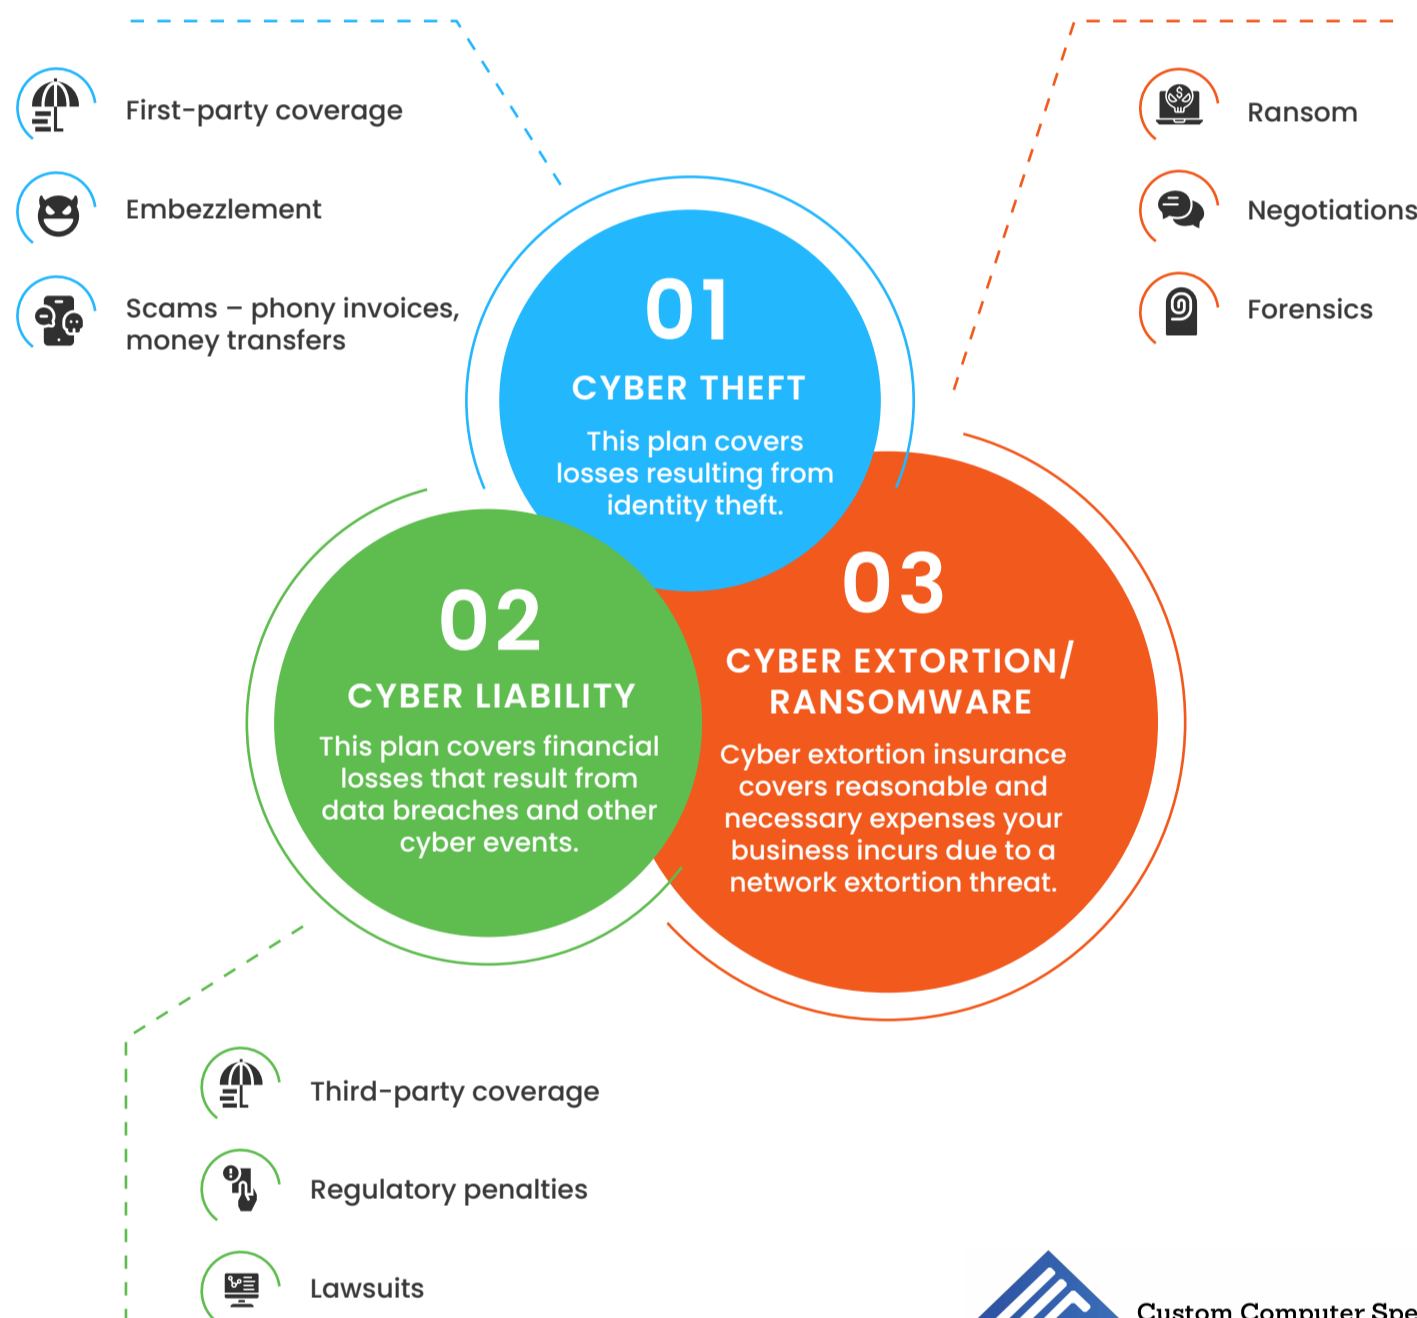 First-party coverage
Embezzlement
Scams – phony invoices,
money transfers
Ransom
Negotiations
Forensics
01
CYBER THEFT
This plan covers
losses resulting from
identity theft.
02
CYBER LIABILITY
This plan covers financial
losses that result from
data breaches and other
cyber events.
03
CYBER EXTORTION/
RANSOMWARE
Cyber extortion insurance
covers reasonable and
necessary expenses your
business incurs due to a
network extortion threat.
Third-party coverage
Regulatory penalties
Lawsuits
Custom Computer